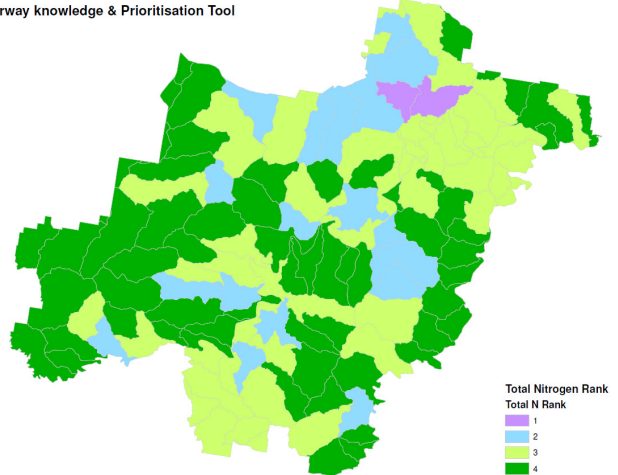 rway knowledge & Prioritisation Tool
Total Nitrogen Rank
Total N Rank
1
2
3
4